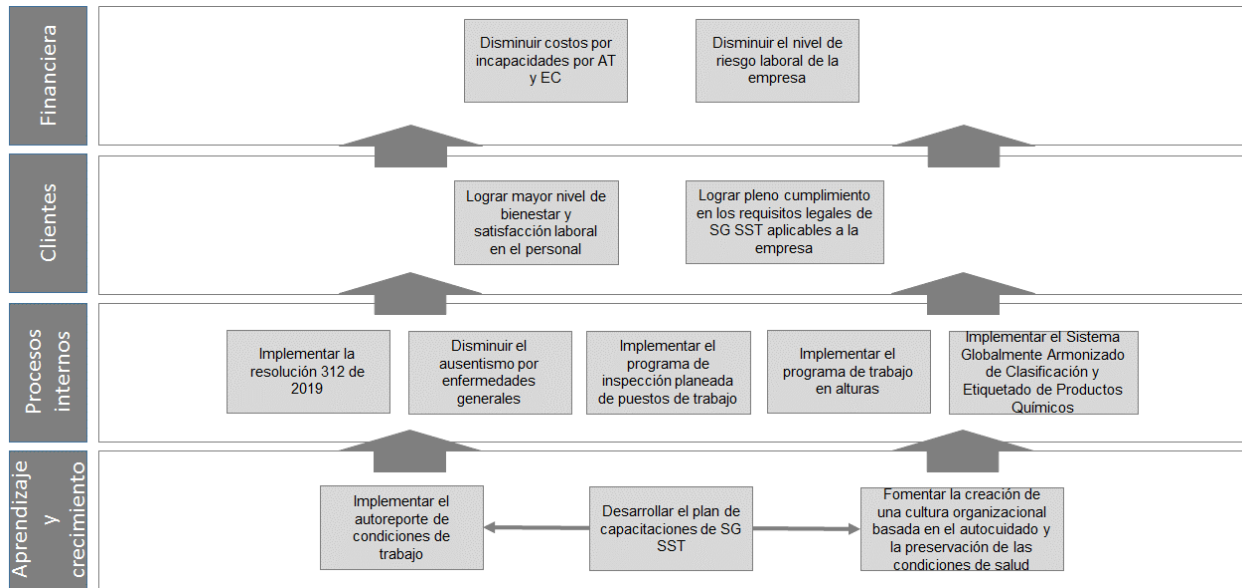 Financiera
Disminuir costos por
incapacidades por AT
y EC
Disminuir el nivel de
riesgo laboral de la
empresa
Clientes
Lograr mayor nivel de
bienestar y
satisfacción laboral
en el personal
Lograr pleno cumplimiento
en los requisitos legales de
SG SST aplicables a la
empresa
Procesos
internos
Implementar la
resolución 312 de
2019
Disminuir el
ausentismo por
enfermedades
generales
Implementar el
programa de
inspección planeada
de puestos de trabajo
Implementar el
programa de trabajo
en alturas
Implementar el Sistema
Globalmente Armonizado
de Clasificación y
Etiquetado de Productos
Químicos
Aprendizaje
y
crecimiento
Implementar el
autoreporte de
condiciones de
trabajo
Desarrollar el plan de
capacitaciones de SG
SST
Fomentar la creación de
una cultura organizacional
basada en el autocuidado y
la preservación de las
condiciones de salud